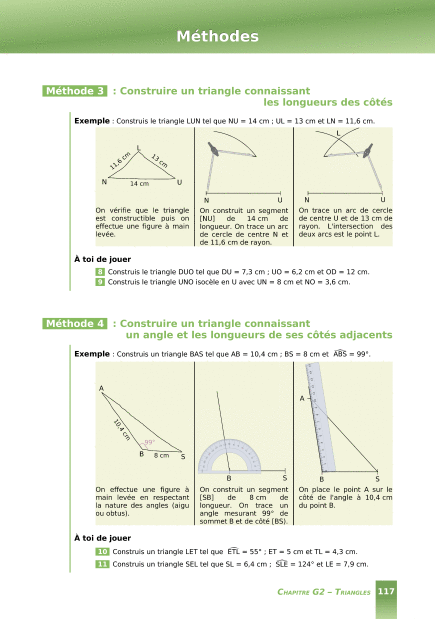 Méthodes
Méthode 3 : Construire un triangle connaissant
les longueurs des côtés
Exemple : Construis le triangle LUN tel que NU = 14 cm ; UL = 13 cm et LN = 11,6 cm.
L
11,6 cm
13 cm
N
14 cm
U
On vérifie que le triangle
est constructible puis on
effectue une figure à main
levée.
N
U
On construit un segment
[NU] de 14 cm de
longueur. On trace un arc
de cercle de centre N et
de 11,6 cm de rayon.
L
N
U
On trace un arc de cercle
de centre U et de 13 cm de
rayon. L'intersection des
deux arcs est le point L.
À toi de jouer
8 Construis le triangle DUO tel que DU = 7,3 cm ; UO = 6,2 cm et OD = 12 cm.
9 Construis le triangle UNO isocèle en U avec UN = 8 cm et NO = 3,6 cm.
Méthode 4 : Construire un triangle connaissant
un angle et les longueurs de ses côtés adjacents
Exemple : Construis un triangle BAS tel que AB = 10,4 cm ; BS = 8 cm et ABS = 99°.
A
10,4 cm
99°
B
8 cm
S
On effectue une figure à
main levée en respectant
la nature des angles (aigu
ou obtus).
B
S
On construit un segment
[SB] de 8 cm de
longueur. On trace un
angle mesurant 99° de
sommet B et de côté [BS).
A
B
S
On place le point A sur le
côté de l'angle à 10,4 cm
du point B.
À toi de jouer
10 Construis un triangle LET tel que ETL = 55° ; ET = 5 cm et TL = 4,3 cm.
11 Construis un triangle SEL tel que SL = 6,4 cm ; SLE = 124° et LE = 7,9 cm.
CHAPITRE G2 – TRIANGLES 117